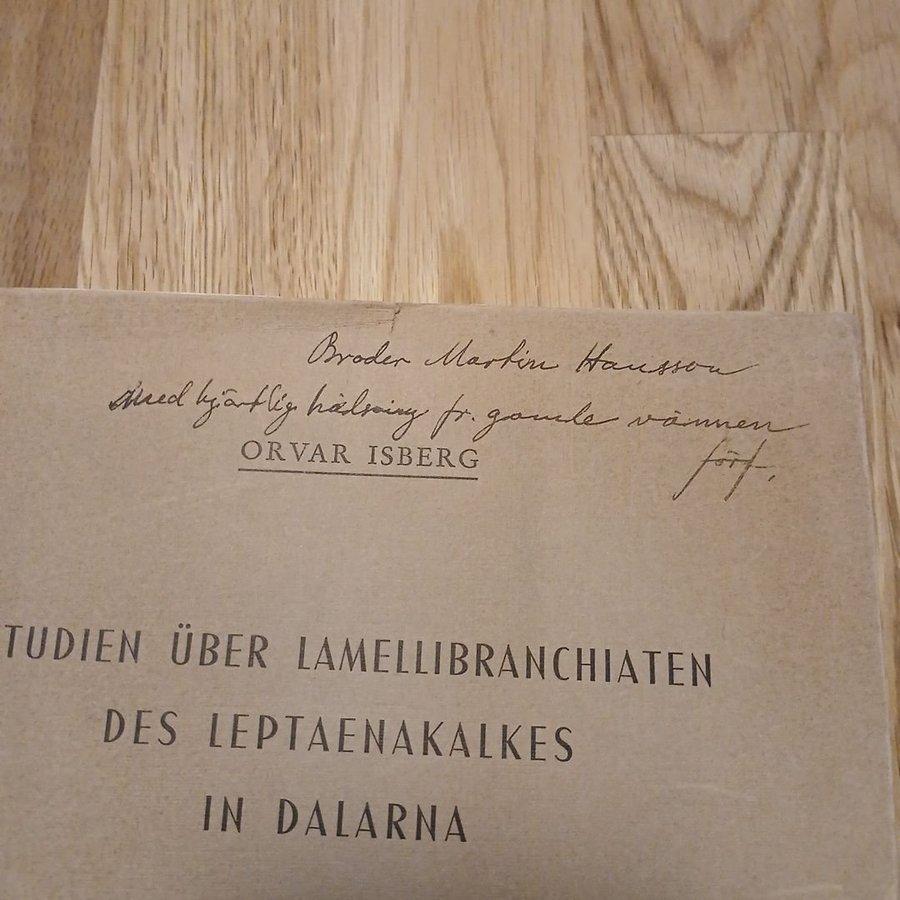 Broder Martin Hansson
Med hjärtlig hälsning fr. gamle vännen
förf.
ORVAR ISBERG
TUDIEN ÜBER LAMELLIBRANCHIATEN
DES LEPTAENAKALKES
IN DALARNA